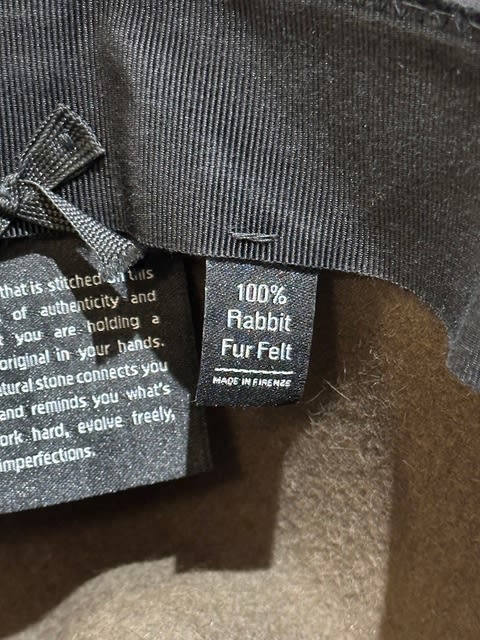 that is stitched on this
of authenticity and
you are holding a
original in your hands.
natural stone connects you
and reminds you what's
work hard, evolve freely,
imperfections.
100%
Rabbit
Fur Felt
MADE IN FIRENZE